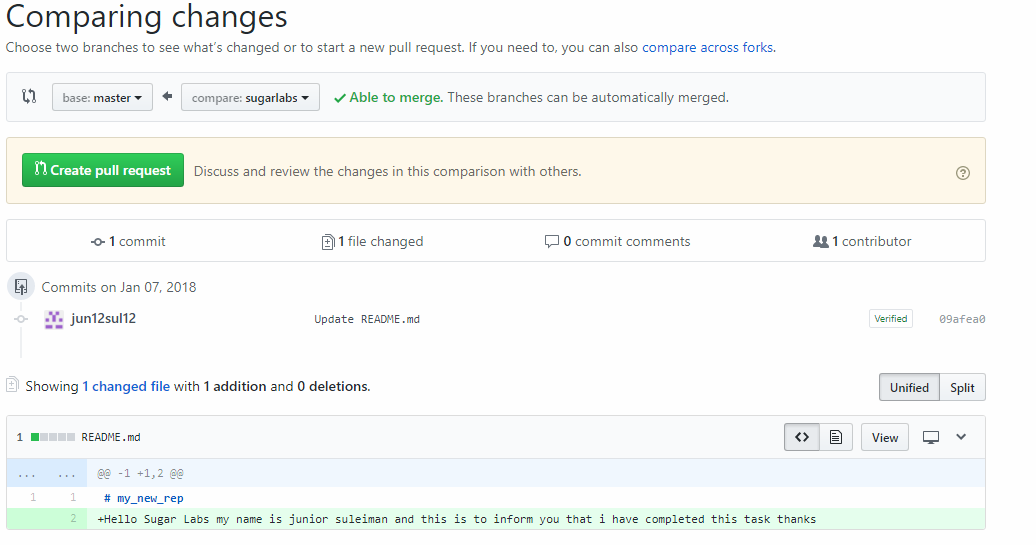 Comparing changes
Choose two branches to see what's changed or to start a new pull request. If you need to, you can also compare across forks.
base: master compare: sugarlabs Able to merge. These branches can be automatically merged.
Create pull request Discuss and review the changes in this comparison with others.
1 commit 1 file changed 0 commit comments 1 contributor
Commits on Jan 07, 2018
jun12sul12 Update README.md Verified 09afea0
Showing 1 changed file with 1 addition and 0 deletions. Unified Split
1 README.md <> View
... ... @@ -1 +1,2 @@
1 1 # my_new_rep
2 +Hello Sugar Labs my name is junior suleiman and this is to inform you that i have completed this task thanks